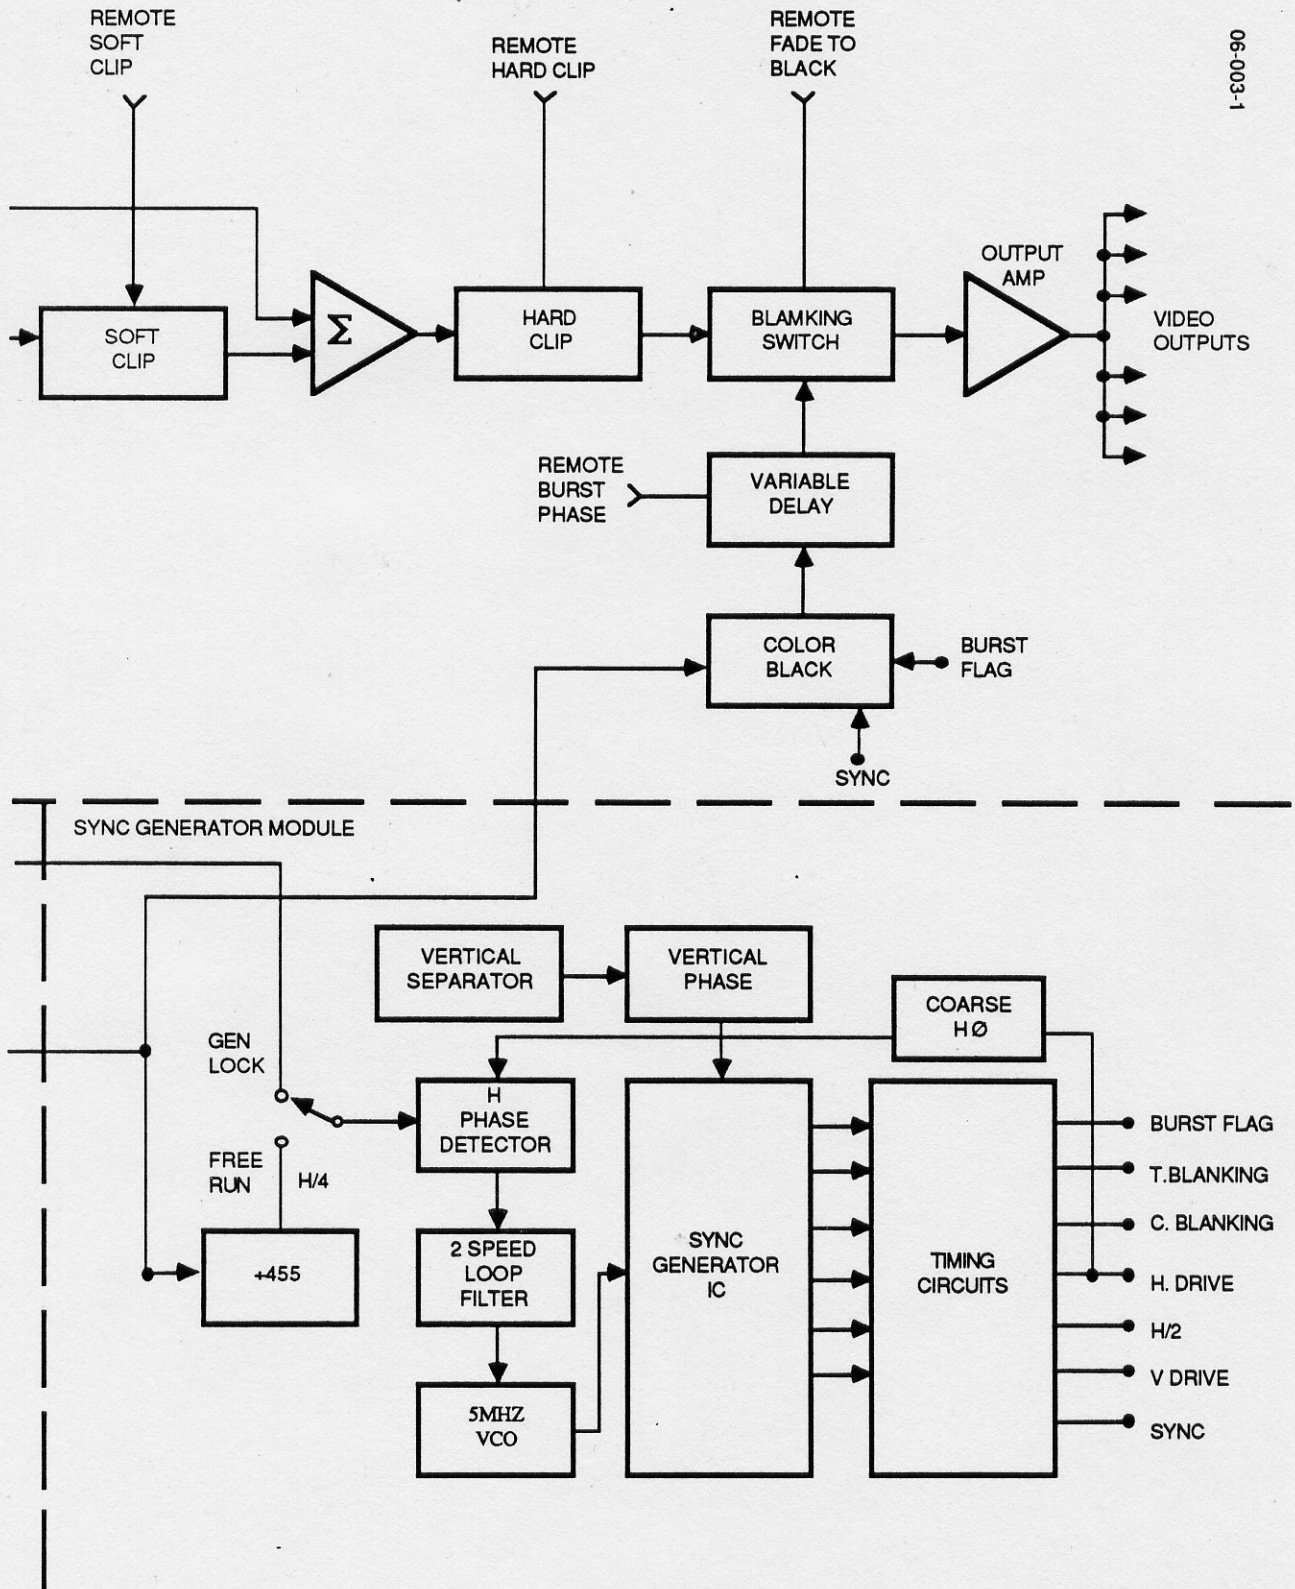 REMOTE
SOFT
CLIP
REMOTE
HARD CLIP
REMOTE
FADE TO
BLACK
06-003-1
SOFT
CLIP
Σ
HARD
CLIP
BLAMKING
SWITCH
OUTPUT
AMP
VIDEO
OUTPUTS
REMOTE
BURST
PHASE
VARIABLE
DELAY
COLOR
BLACK
BURST
FLAG
SYNC
SYNC GENERATOR MODULE
VERTICAL
SEPARATOR
VERTICAL
PHASE
COARSE
H Ø
GEN
LOCK
H
PHASE
DETECTOR
FREE
RUN
H/4
+455
2 SPEED
LOOP
FILTER
5MHZ
VCO
SYNC
GENERATOR
IC
TIMING
CIRCUITS
BURST FLAG
T.BLANKING
C. BLANKING
H. DRIVE
H/2
V DRIVE
SYNC